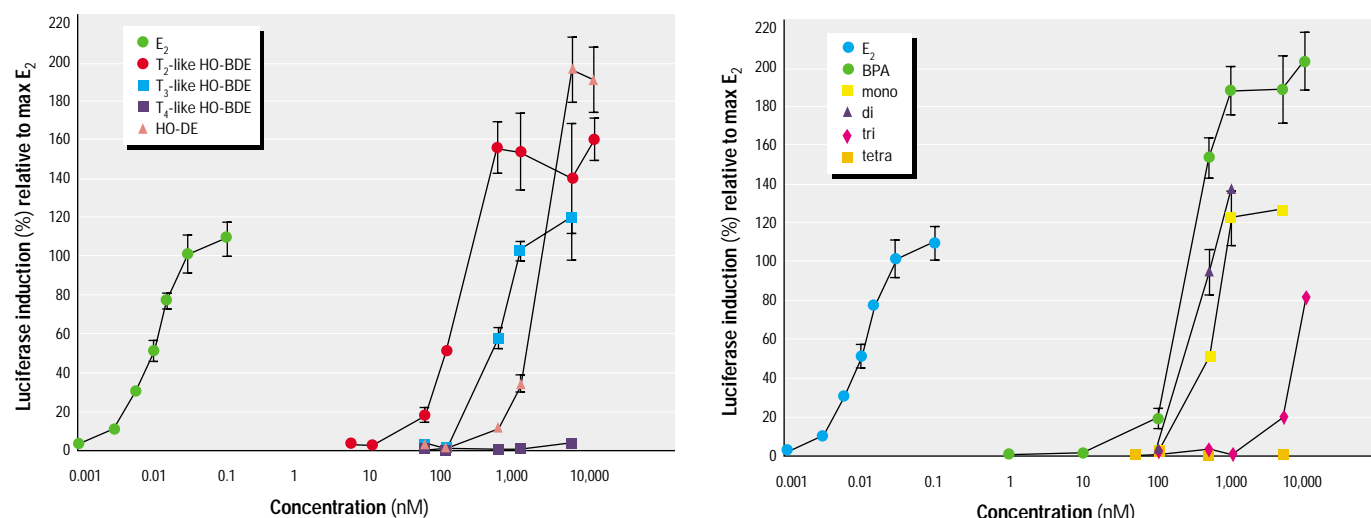 Luciferase induction (%) relative to max E₂
220
200
180
160
140
120
100
80
60
40
20
0
E₂
T₂-like HO-BDE
T₃-like HO-BDE
T₄-like HO-BDE
HO-DE
0.001 0.01 0.1 1 10 100 1,000 10,000
Concentration (nM)
Luciferase induction (%) relative to max E₂
220
200
180
160
140
120
100
80
60
40
20
0
E₂
BPA
mono
di
tri
tetra
0.001 0.01 0.1 1 10 100 1,000 10,000
Concentration (nM)